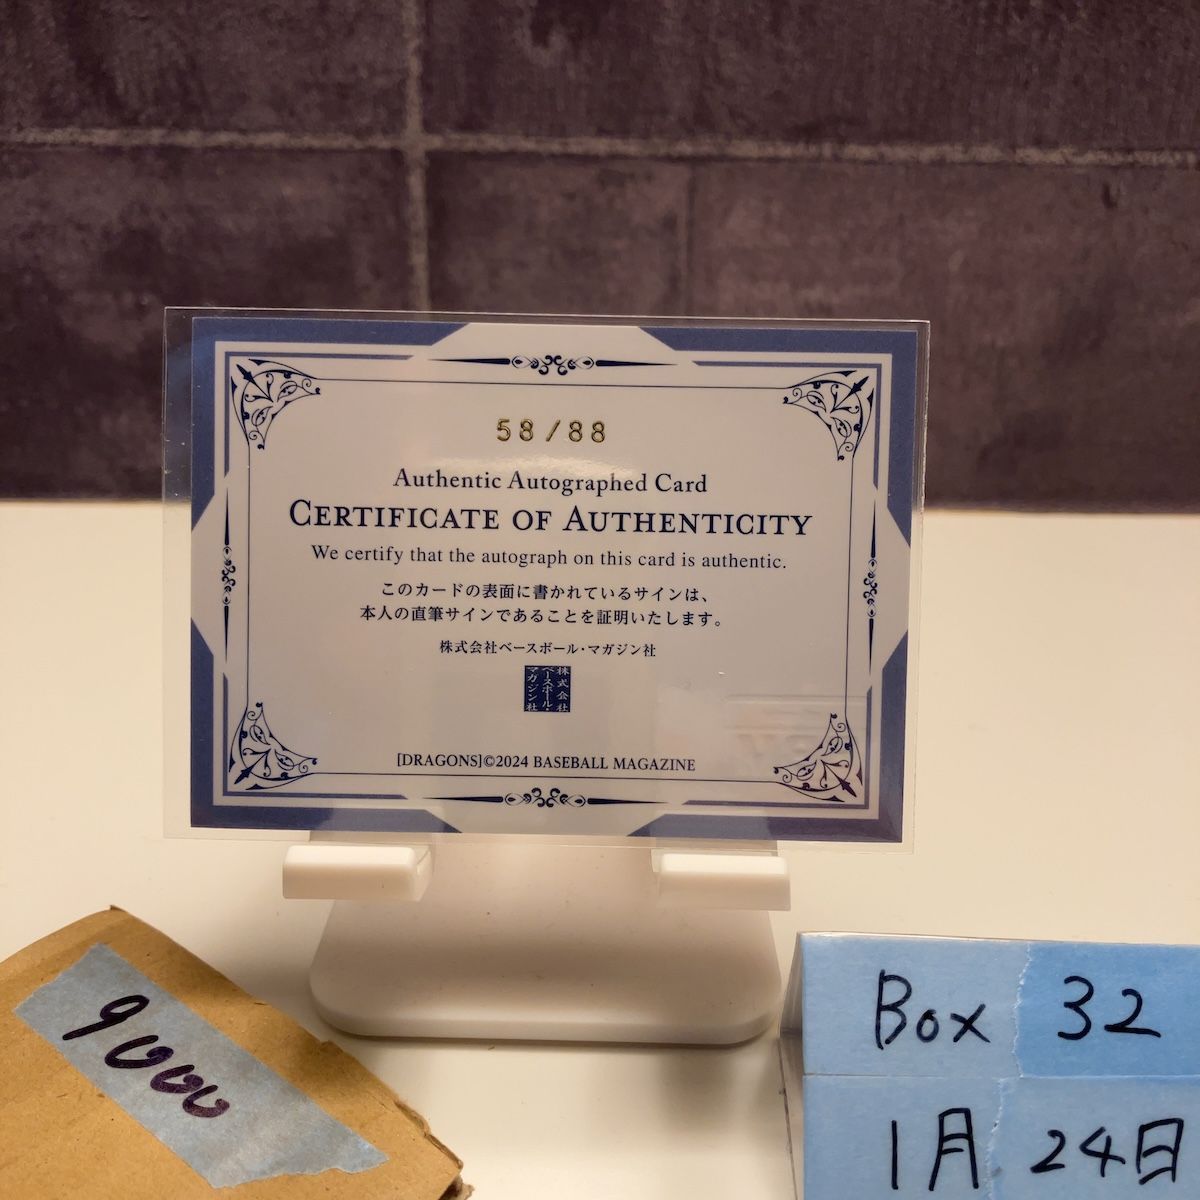 58/88
Authentic Autographed Card
CERTIFICATE OF AUTHENTICITY
We certify that the autograph on this card is authentic.
このカードの表面に書かれているサインは、
本人の直筆サインであることを証明いたします。
株式会社ベースボール・マガジン社
株式会社
ベースボール・
マガジン社
[DRAGONS]©2024 BASEBALL MAGAZINE
9000
Box 32
1月 24日